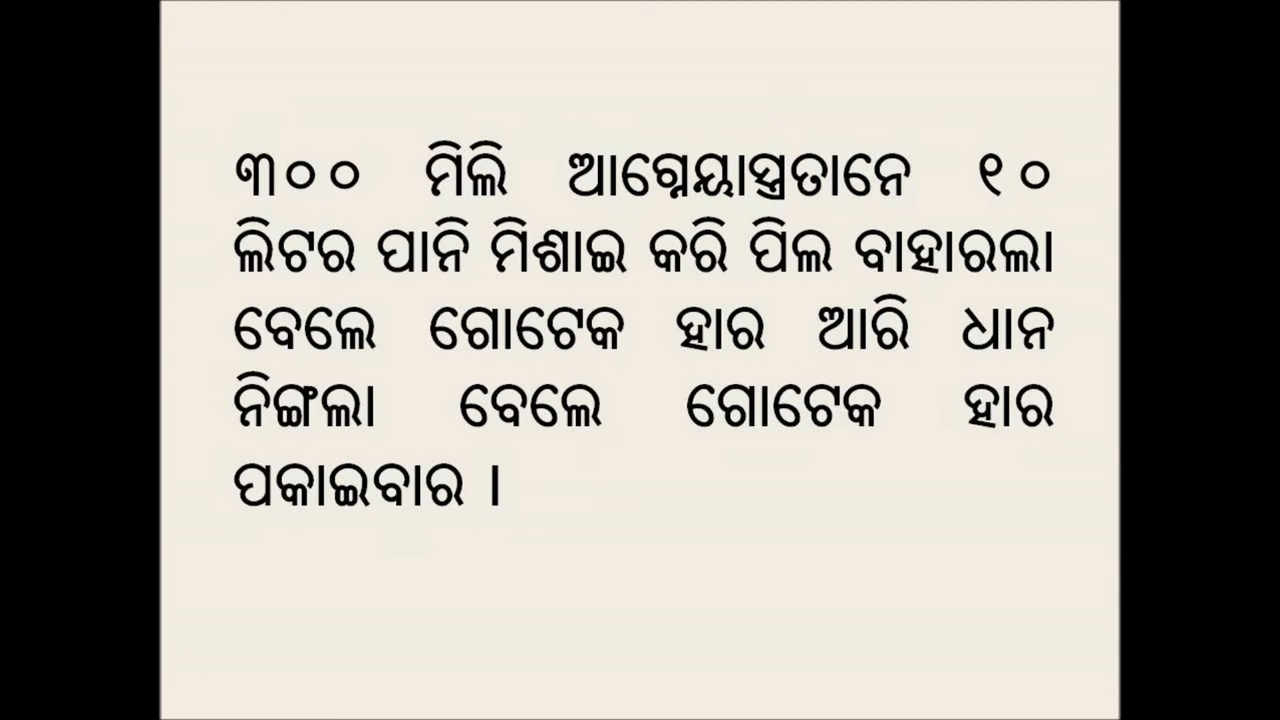 ୩୦୦ ମିଲି ଆଗ୍ନେୟାସ୍ତ୍ରତାନେ ୧୦
ଲିଟର ପାନି ମିଶାଇ କରି ପିଲ ବାହାରଲା
ବେଲେ ଗୋଟେକ ହାର ଆରି ଧାନ
ନିଙ୍ଗଲା ବେଲେ ଗୋଟେକ ହାର
ପକାଇବାର ।